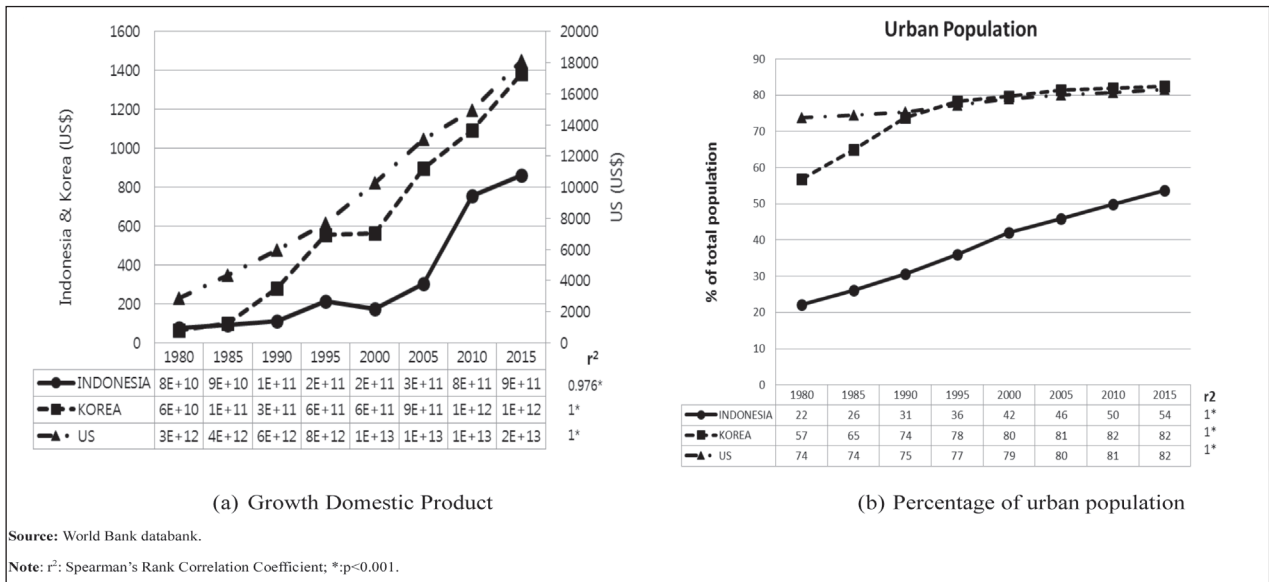 1600
1400
1200
1000
800
600
400
200
0
Indonesia & Korea (US$)
20000
18000
16000
14000
12000
10000
8000
6000
4000
2000
0
US (US$)
1980 1985 1990 1995 2000 2005 2010 2015 r²
INDONESIA 8E+10 9E+10 1E+11 2E+11 2E+11 3E+11 8E+11 9E+11 0.976*
KOREA 6E+10 1E+11 3E+11 6E+11 6E+11 9E+11 1E+12 1E+12 1*
US 3E+12 4E+12 6E+12 8E+12 1E+13 1E+13 1E+13 2E+13 1*
(a) Growth Domestic Product
Urban Population
90
80
70
60
50
40
30
20
10
0
% of total population
1980 1985 1990 1995 2000 2005 2010 2015 r2
INDONESIA 22 26 31 36 42 46 50 54 1*
KOREA 57 65 74 78 80 81 82 82 1*
US 74 74 75 77 79 80 81 82 1*
(b) Percentage of urban population
Source: World Bank databank.
Note: r²: Spearman's Rank Correlation Coefficient; *:p<0.001.